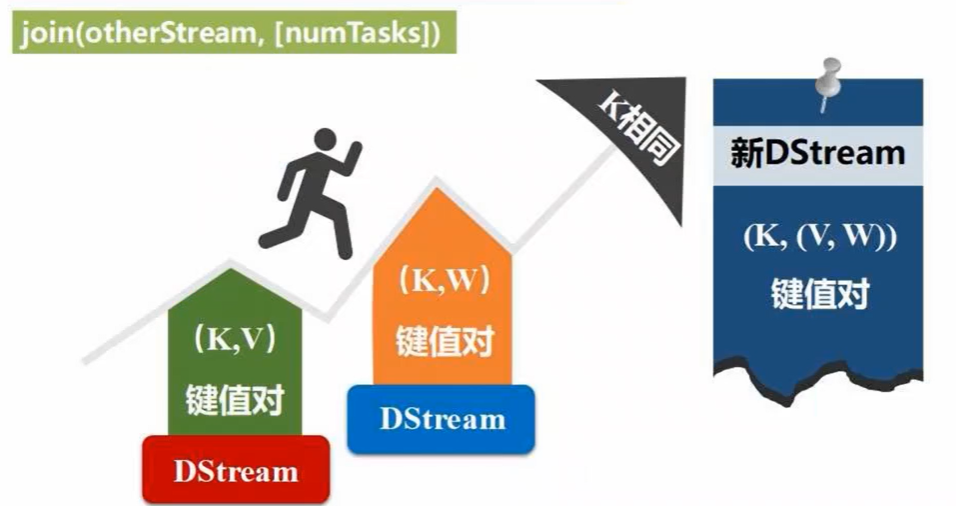 join(otherStream, [numTasks])
K相同
新DStream
(K, (V, W))
键值对
(K,W)
键值对
DStream
(K,V)
键值对
DStream